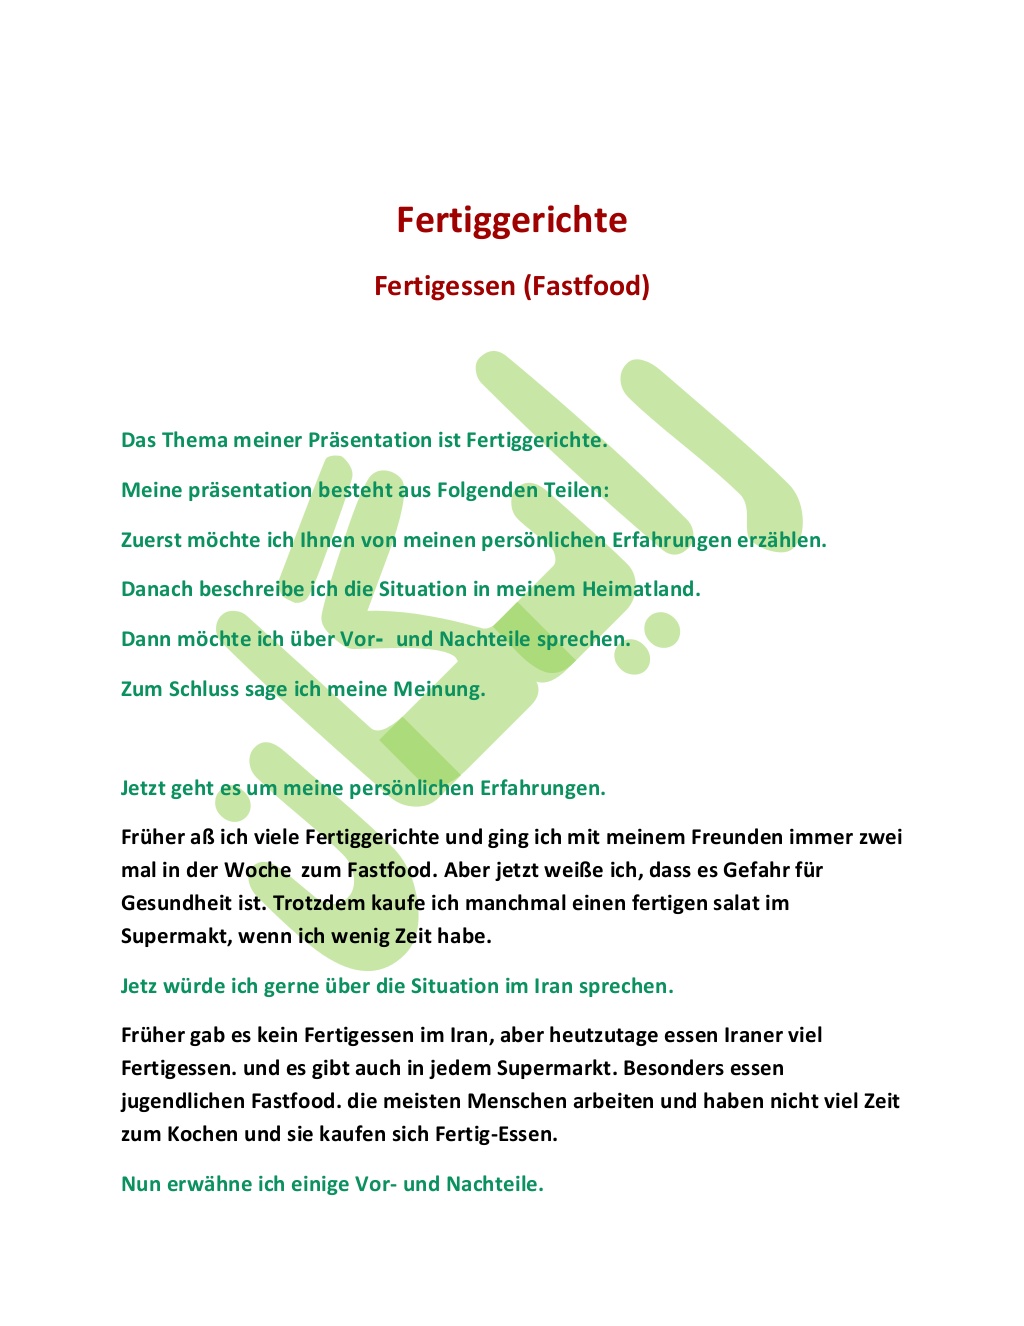 Fertiggerichte
Fertigessen (Fastfood)
رایگان
Das Thema meiner Präsentation ist Fertiggerichte.
Meine präsentation besteht aus Folgenden Teilen:
Zuerst möchte ich Ihnen von meinen persönlichen Erfahrungen erzählen.
Danach beschreibe ich die Situation in meinem Heimatland.
Dann möchte ich über Vor-  und Nachteile sprechen.
Zum Schluss sage ich meine Meinung.
Jetzt geht es um meine persönlichen Erfahrungen.
Früher aß ich viele Fertiggerichte und ging ich mit meinem Freunden immer zwei
mal in der Woche  zum Fastfood. Aber jetzt weiße ich, dass es Gefahr für
Gesundheit ist. Trotzdem kaufe ich manchmal einen fertigen salat im
Supermakt, wenn ich wenig Zeit habe.
Jetz würde ich gerne über die Situation im Iran sprechen.
Früher gab es kein Fertigessen im Iran, aber heutzutage essen Iraner viel
Fertigessen. und es gibt auch in jedem Supermarkt. Besonders essen
jugendlichen Fastfood. die meisten Menschen arbeiten und haben nicht viel Zeit
zum Kochen und sie kaufen sich Fertig-Essen.
Nun erwähne ich einige Vor- und Nachteile.